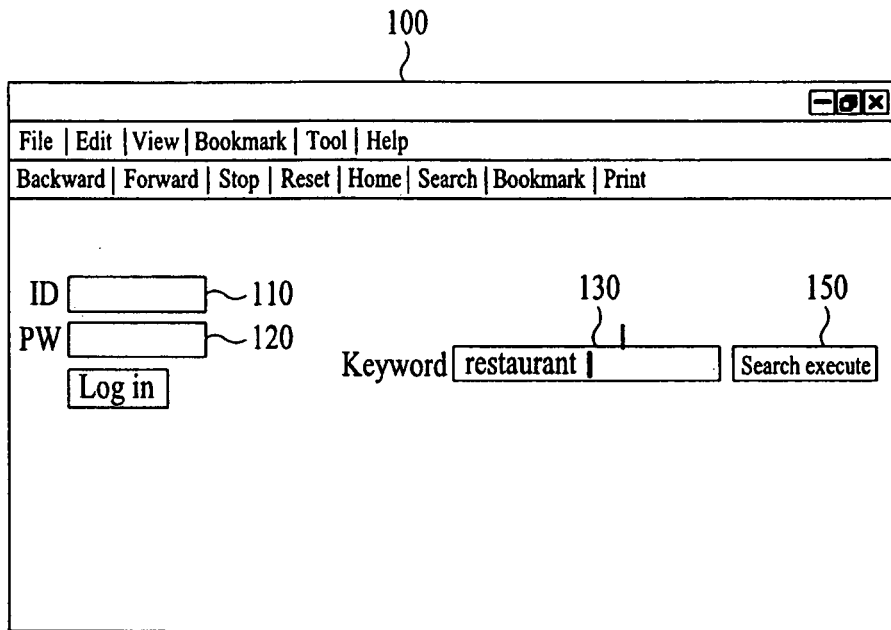 100
File | Edit | View | Bookmark | Tool | Help
Backward | Forward | Stop | Reset | Home | Search | Bookmark | Print
ID 110
PW 120
130 150
Keyword restaurant Search execute
Log in